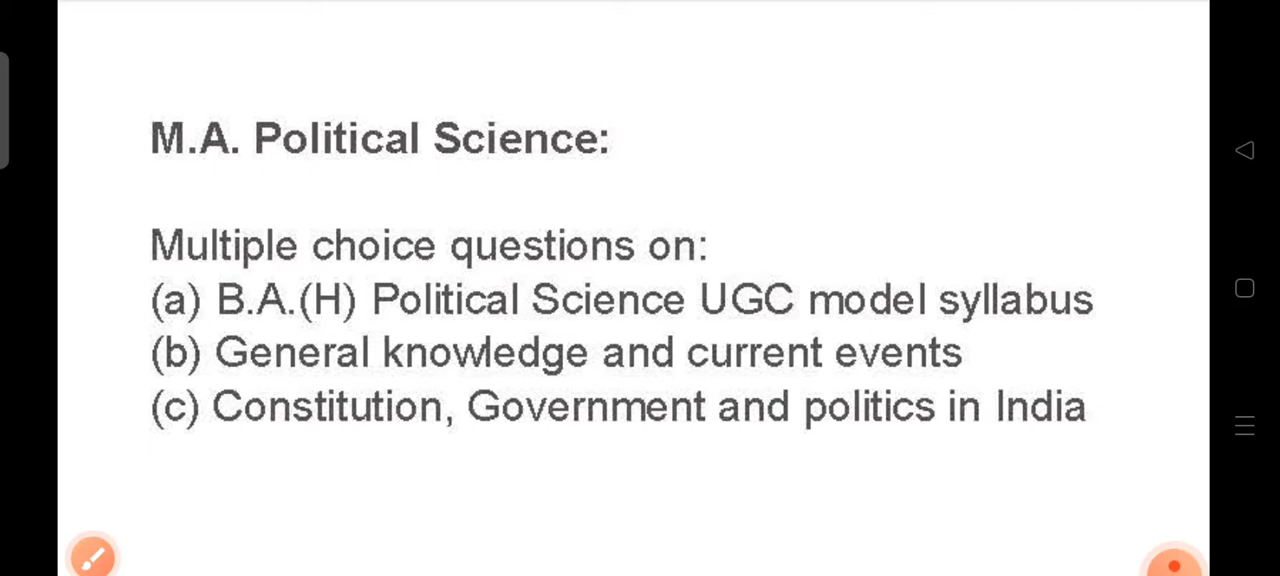 M.A. Political Science:
Multiple choice questions on:
(a) B.A.(H) Political Science UGC model syllabus
(b) General knowledge and current events
(c) Constitution, Government and politics in India